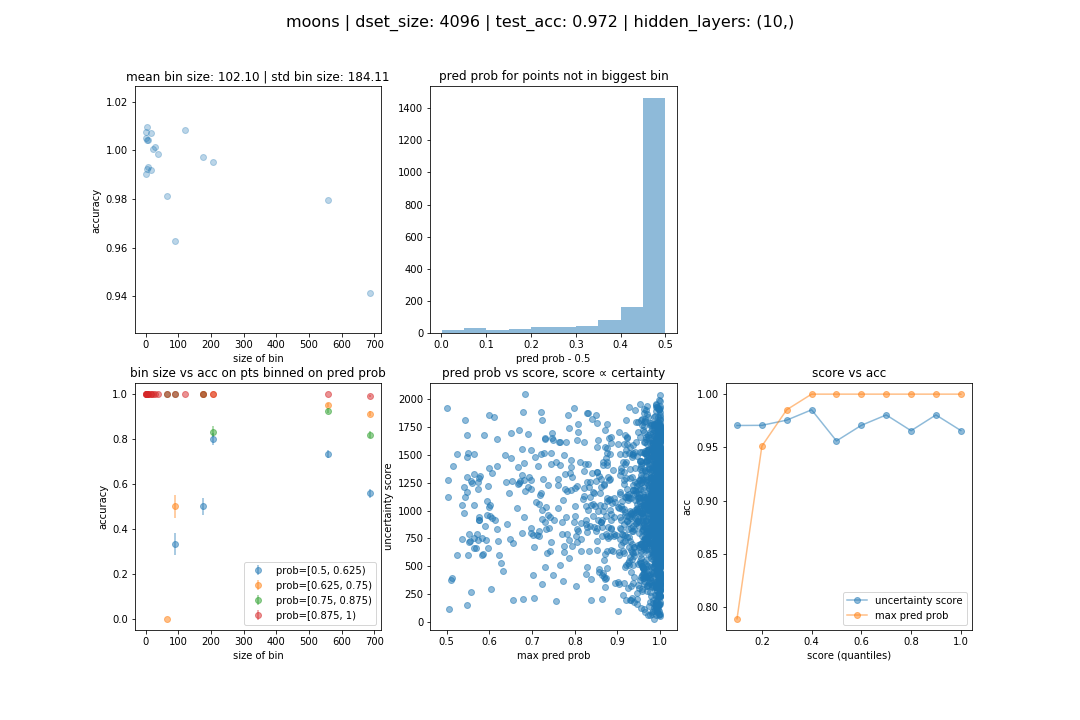 moons | dset_size: 4096 | test_acc: 0.972 | hidden_layers: (10,)
mean bin size: 102.10 | std bin size: 184.11
1.02
1.00
0.98
0.96
0.94
accuracy
0 100 200 300 400 500 600 700
size of bin
pred prob for points not in biggest bin
1400
1200
1000
800
600
400
200
0
0.0 0.1 0.2 0.3 0.4 0.5
pred prob - 0.5
bin size vs acc on pts binned on pred prob
1.0
0.8
0.6
0.4
0.2
0.0
accuracy
prob=[0.5, 0.625)
prob=[0.625, 0.75)
prob=[0.75, 0.875)
prob=[0.875, 1)
0 100 200 300 400 500 600 700
size of bin
pred prob vs score, score ∝ certainty
2000
1750
1500
1250
1000
750
500
250
0
uncertainty score
0.5 0.6 0.7 0.8 0.9 1.0
max pred prob
score vs acc
1.00
0.95
0.90
0.85
0.80
acc
uncertainty score
max pred prob
0.2 0.4 0.6 0.8 1.0
score (quantiles)